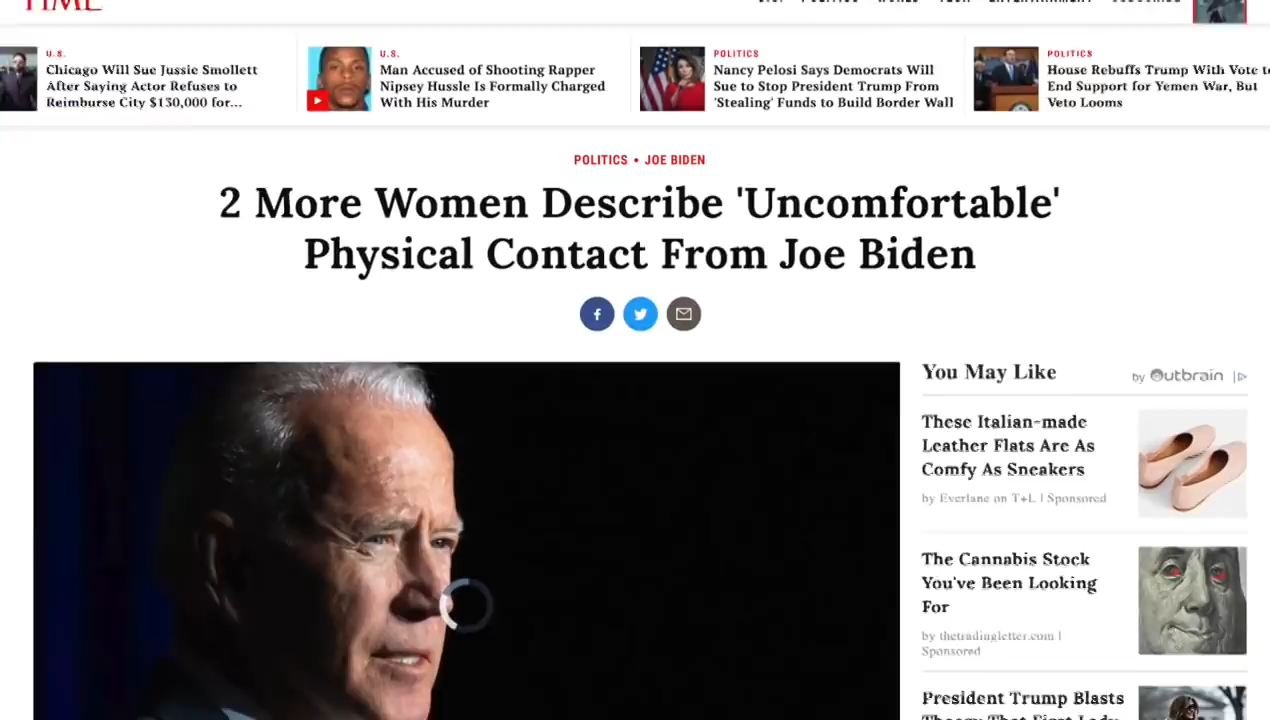 TIME
U.S.
Chicago Will Sue Jussie Smollett
After Saying Actor Refuses to
Reimburse City $130,000 for...
U.S.
Man Accused of Shooting Rapper
Nipsey Hussle Is Formally Charged
With His Murder
POLITICS
Nancy Pelosi Says Democrats Will
Sue to Stop President Trump From
'Stealing' Funds to Build Border Wall
POLITICS
House Rebuffs Trump With Vote to
End Support for Yemen War, But
Veto Looms
POLITICS • JOE BIDEN
2 More Women Describe 'Uncomfortable'
Physical Contact From Joe Biden
You May Like
by Outbrain
These Italian-made
Leather Flats Are As
Comfy As Sneakers
by Everlane on T+L | Sponsored
The Cannabis Stock
You've Been Looking
For
by thetradingletter.com |
Sponsored
President Trump Blasts